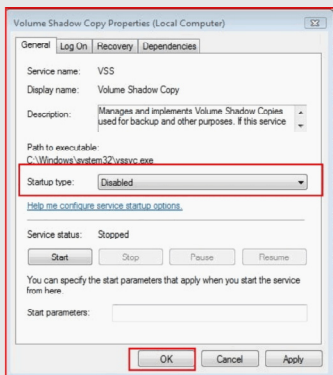 Volume Shadow Copy Properties (Local Computer)
General Log On Recovery Dependencies
Service name: VSS
Display name: Volume Shadow Copy
Description: Manages and implements Volume Shadow Copies
used for backup and other purposes. If this service
Path to executable:
C:\Windows\system32\vssvc.exe
Startup type: Disabled
Help me configure service startup options.
Service status: Stopped
Start Stop Pause Resume
You can specify the start parameters that apply when you start the service
from here.
Start parameters:
OK Cancel Apply